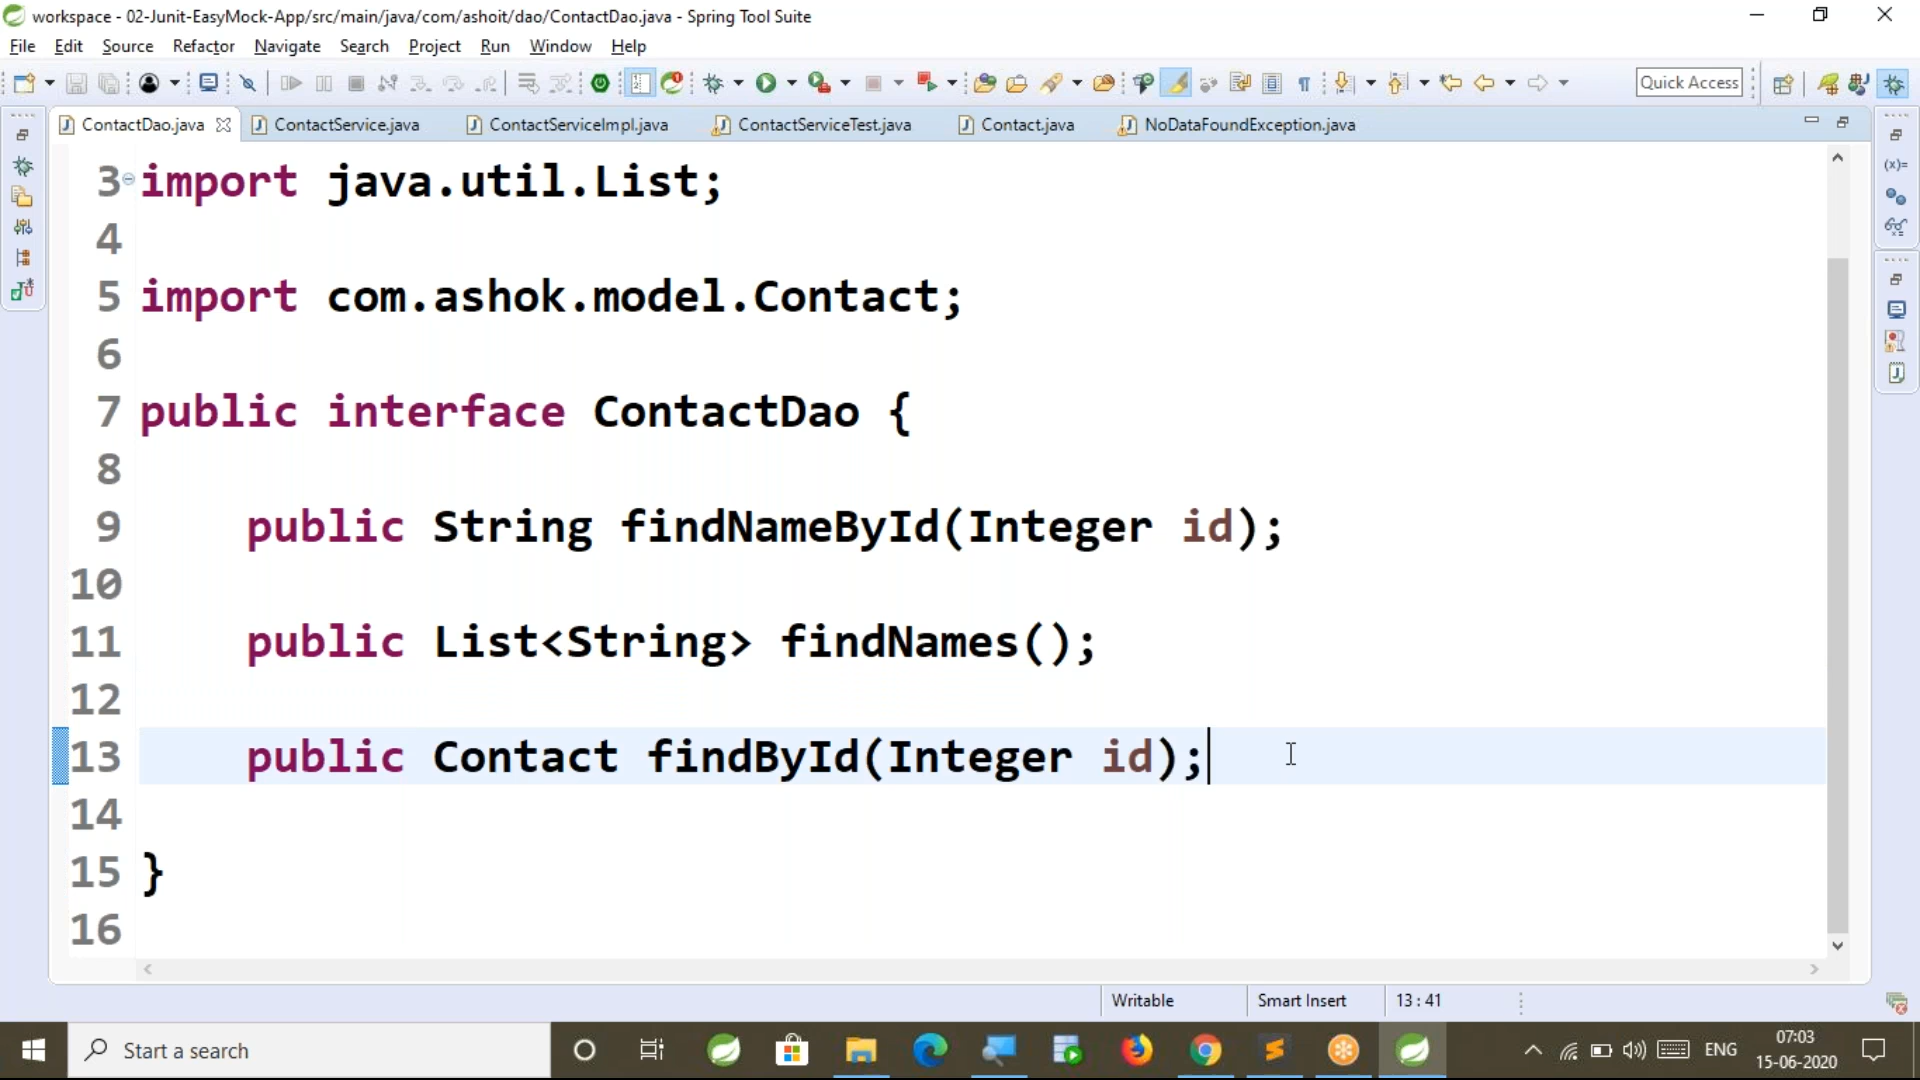 workspace - 02-Junit-EasyMock-App/src/main/java/com/ashoit/dao/ContactDao.java - Spring Tool Suite
File Edit Source Refactor Navigate Search Project Run Window Help
Quick Access
ContactDao.java ContactService.java ContactServiceImpl.java ContactServiceTest.java Contact.java NoDataFoundException.java
3 import java.util.List;
4
5 import com.ashok.model.Contact;
6
7 public interface ContactDao {
8
9 public String findNameById(Integer id);
10
11 public List<String> findNames();
12
13 public Contact findById(Integer id);
14
15 }
16
Writable Smart Insert 13 : 41
Start a search
ENG
07:03
15-06-2020